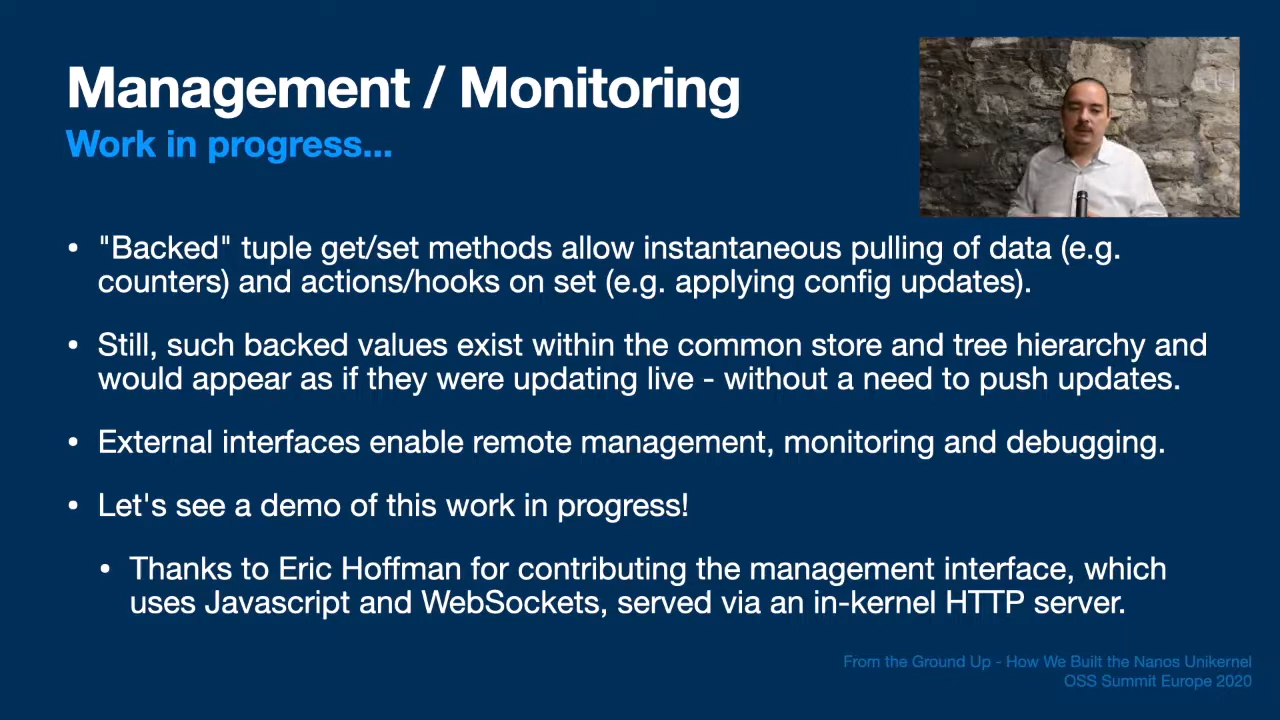 Management / Monitoring
Work in progress...
• "Backed" tuple get/set methods allow instantaneous pulling of data (e.g.
counters) and actions/hooks on set (e.g. applying config updates).
• Still, such backed values exist within the common store and tree hierarchy and
would appear as if they were updating live - without a need to push updates.
• External interfaces enable remote management, monitoring and debugging.
• Let's see a demo of this work in progress!
• Thanks to Eric Hoffman for contributing the management interface, which
uses Javascript and WebSockets, served via an in-kernel HTTP server.
From the Ground Up - How We Built the Nanos Unikernel
OSS Summit Europe 2020